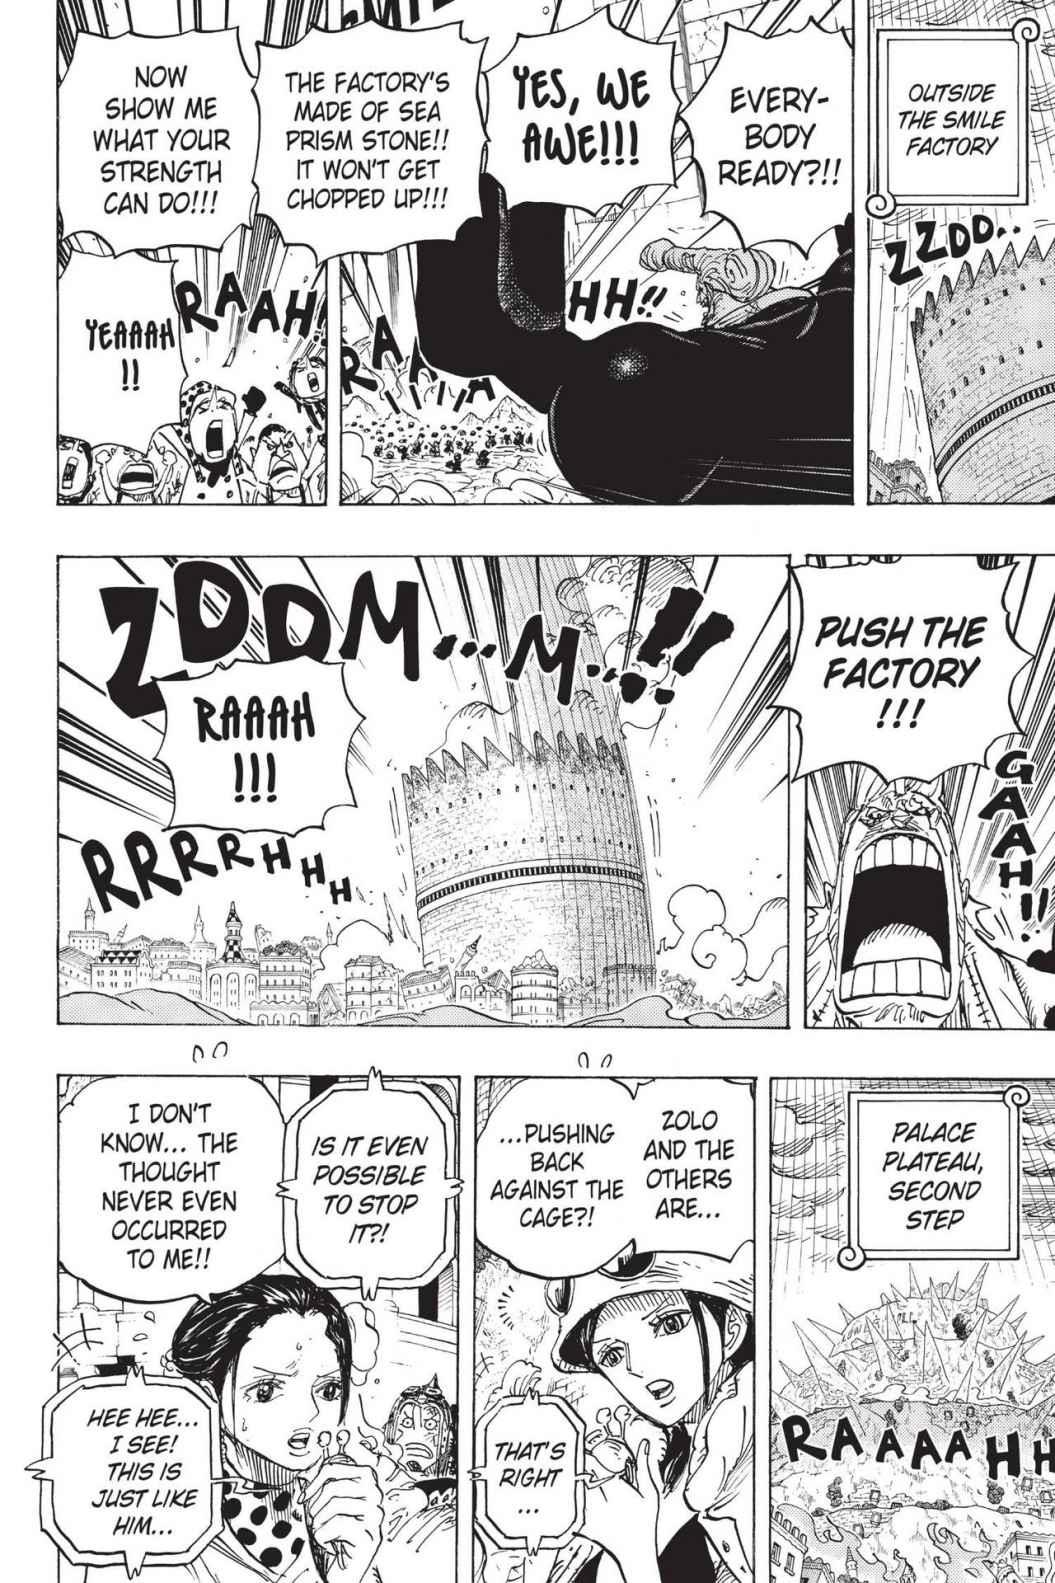 OUTSIDE
THE SMILE
FACTORY
ZZDD..
EVERY-
BODY
READY?!!
YES, WE
AWE!!!
THE FACTORY'S
MADE OF SEA
PRISM STONE!!
IT WON'T GET
CHOPPED UP!!!
HH!!
NOW
SHOW ME
WHAT YOUR
STRENGTH
CAN DO!!!
RAAH!
YEAAAH
!!
PUSH THE
FACTORY
!!!
GAAH!!
ZDDM...M...!!
RAAAH
!!!
RRRRRHHH
PALACE
PLATEAU,
SECOND
STEP
RAAAAHH
ZOLO
AND THE
OTHERS
ARE...
...PUSHING
BACK
AGAINST THE
CAGE?!
THAT'S
RIGHT
...
IS IT EVEN
POSSIBLE
TO STOP
IT?!
I DON'T
KNOW... THE
THOUGHT
NEVER EVEN
OCCURRED
TO ME!!
HEE HEE...
I SEE!
THIS IS
JUST LIKE
HIM...